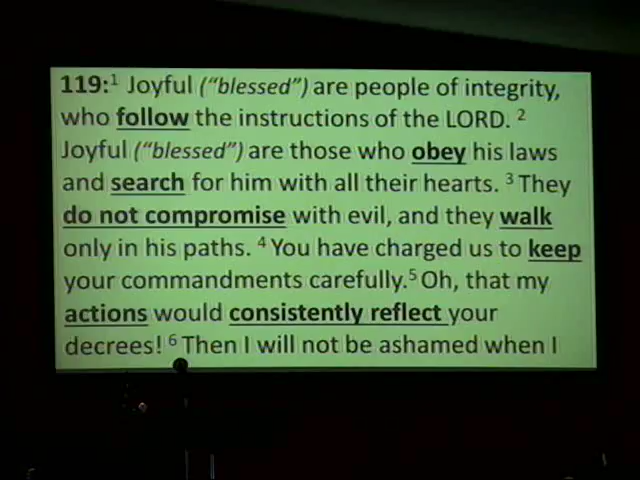 119:1 Joyful (“blessed”) are people of integrity,
who follow the instructions of the LORD. 2
Joyful (“blessed”) are those who obey his laws
and search for him with all their hearts. 3 They
do not compromise with evil, and they walk
only in his paths. 4 You have charged us to keep
your commandments carefully.5 Oh, that my
actions would consistently reflect your
decrees! 6 Then I will not be ashamed when I